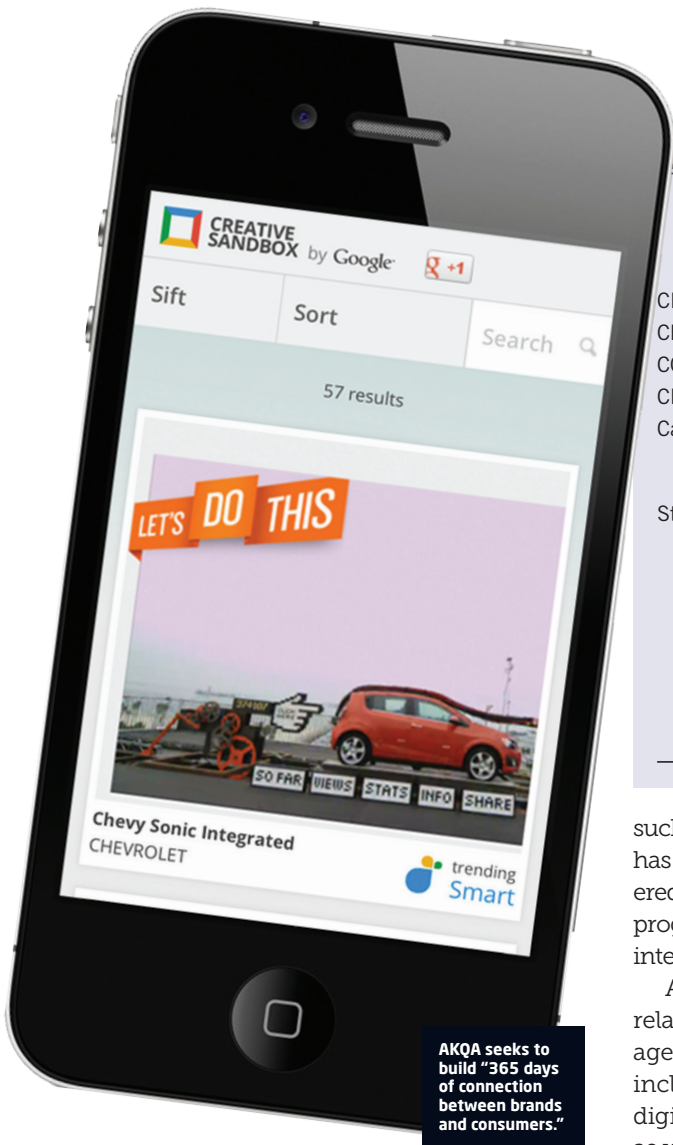 CREATIVE
SANDBOX by Google
g +1
Sift
Sort
Search
57 results
LET'S DO THIS
CLICK HERE
SO FAR
VIEWS
STATS
INFO
SHARE
Chevy Sonic Integrated
CHEVROLET
trending
Smart
AKQA seeks to
build "365 days
of connection
between brands
and consumers."
such
has
prog
inte
A
rela
age
incl
digi